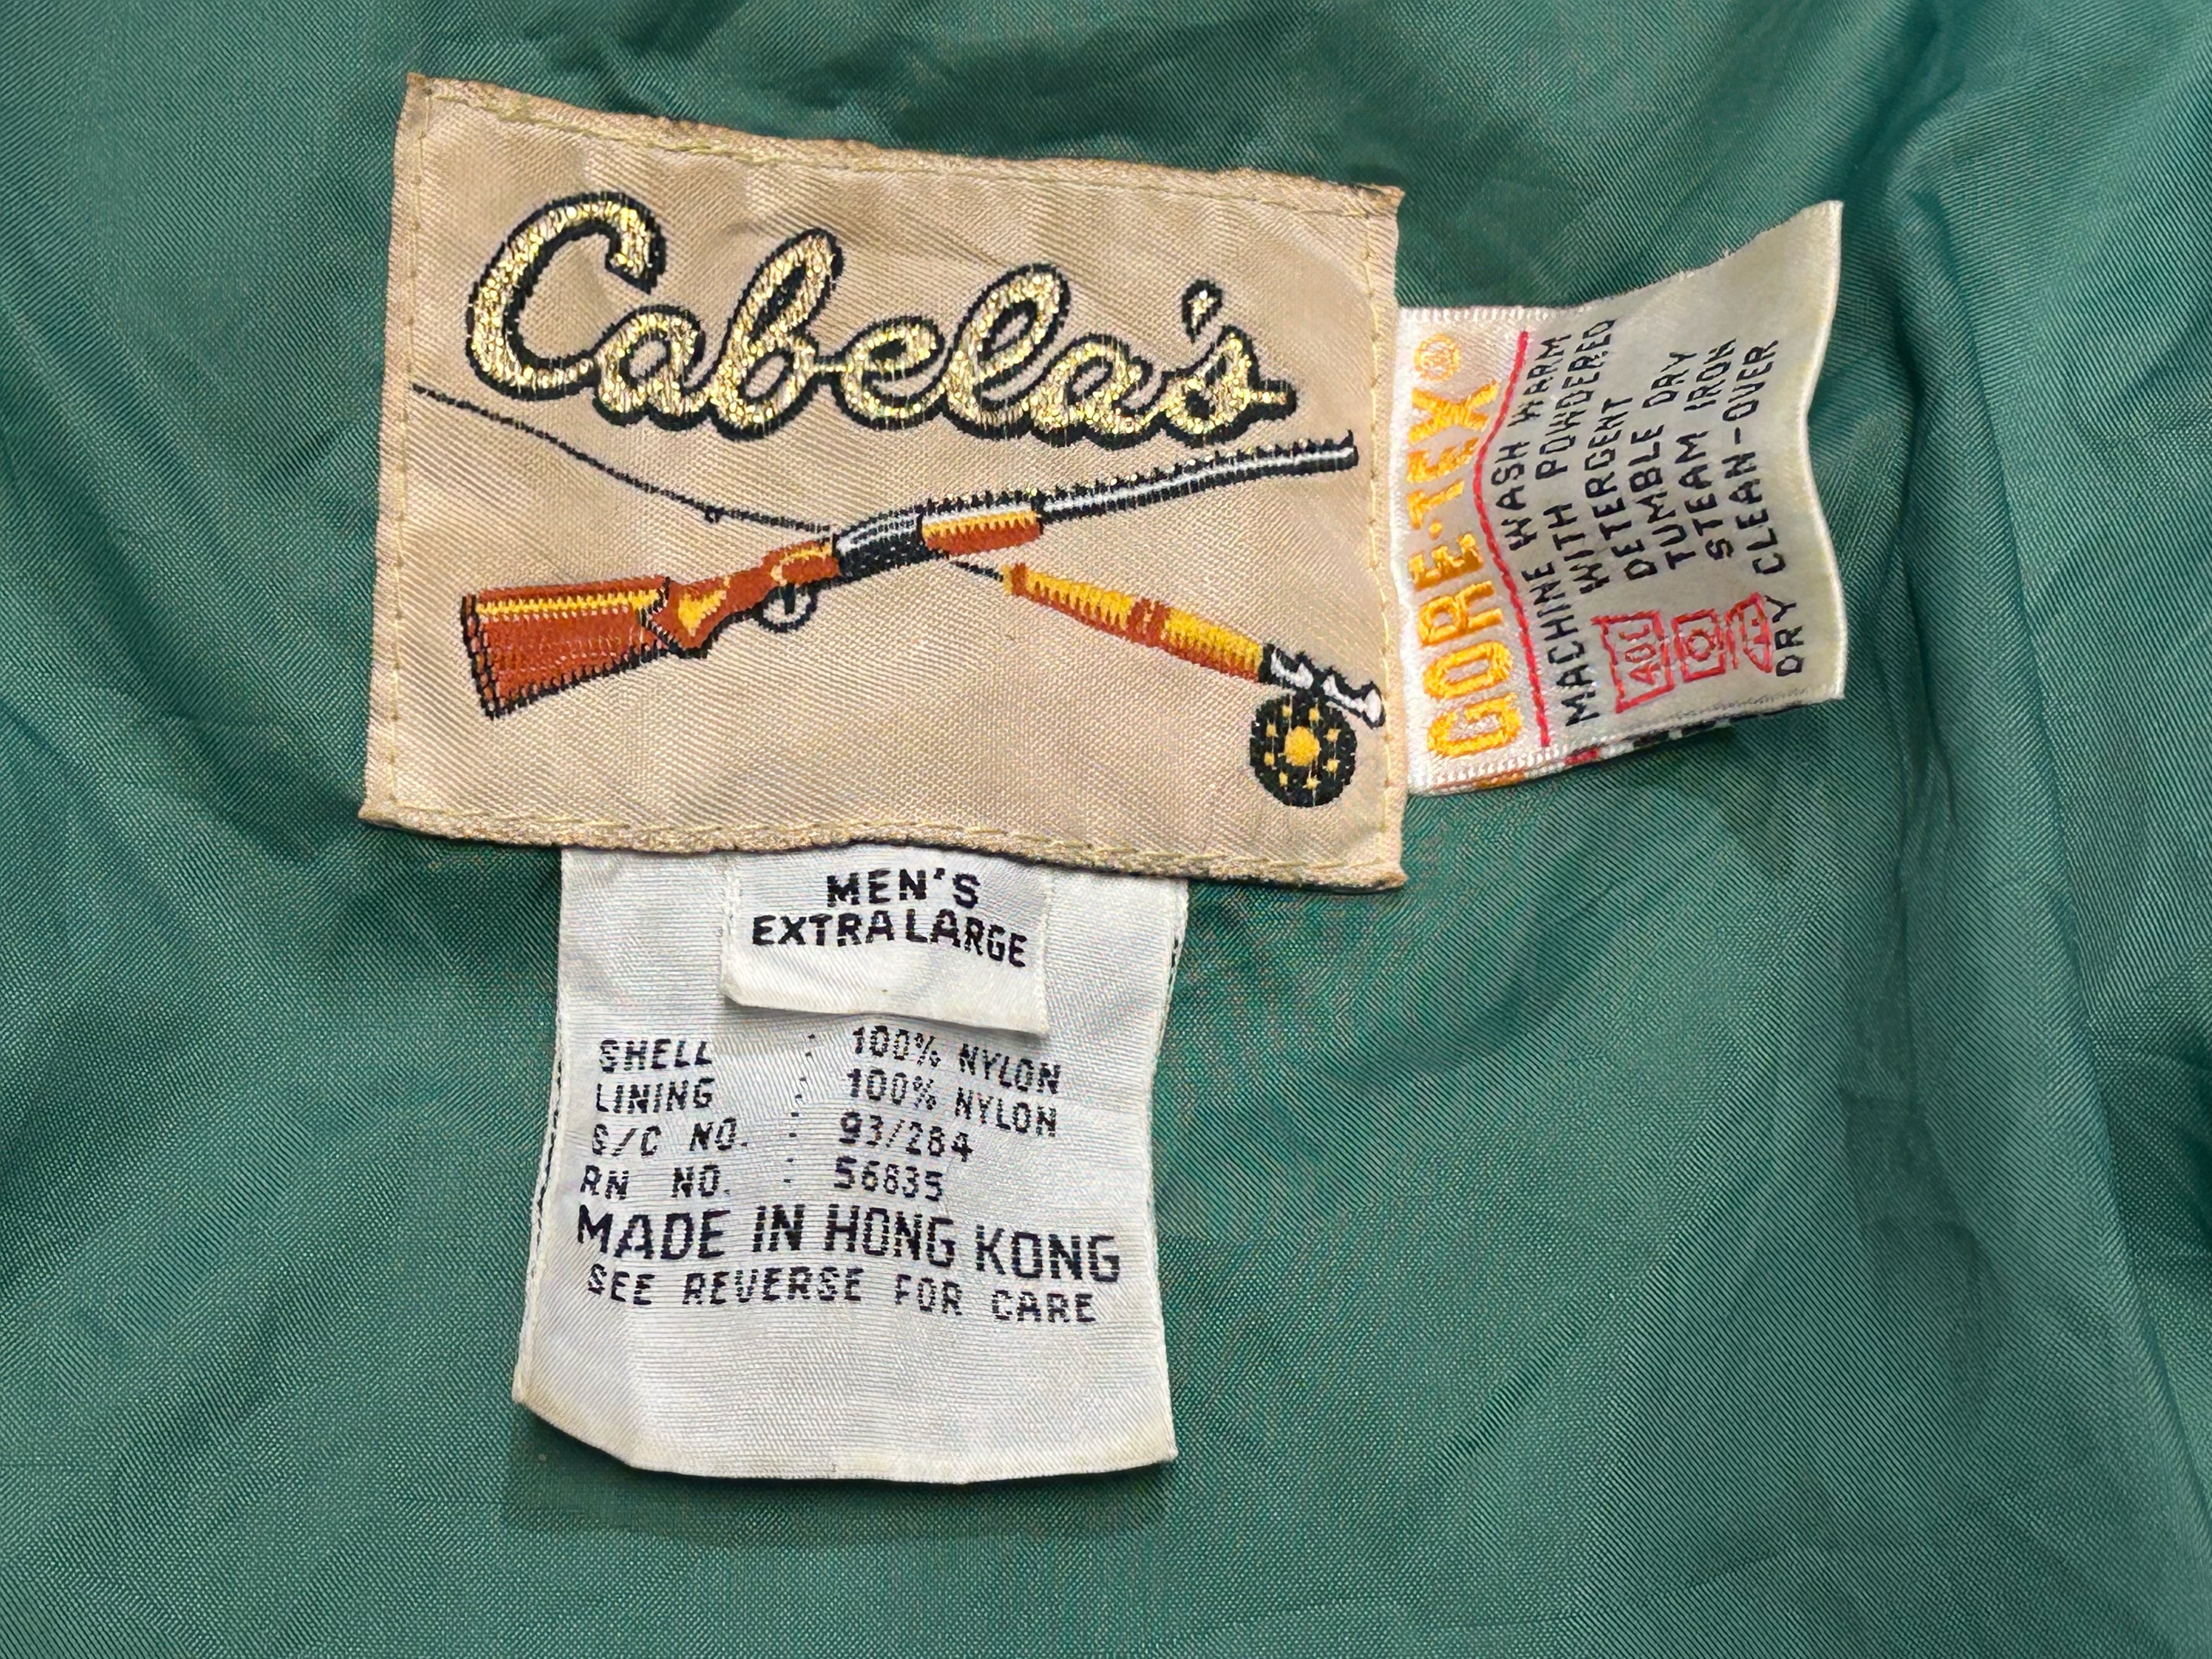 Cabela's
GORE-TEX®
MACHINE WASH WARM
WITH POWDERED
DETERGENT
TUMBLE DRY
STEAM IRON
DRY CLEAN-OVER
40C
MEN'S
EXTRA LARGE
SHELL : 100% NYLON
LINING : 100% NYLON
S/C NO. : 93/284
RN NO. : 56835
MADE IN HONG KONG
SEE REVERSE FOR CARE